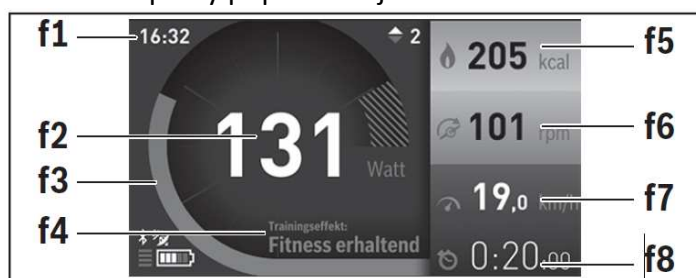 f1
16:32
2
f2
131
Watt
f3
f4
Trainingseffekt:
Fitness erhaltend
205 kcal
f5
101 rpm
f6
19,0 km/h
f7
0:20.00
f8